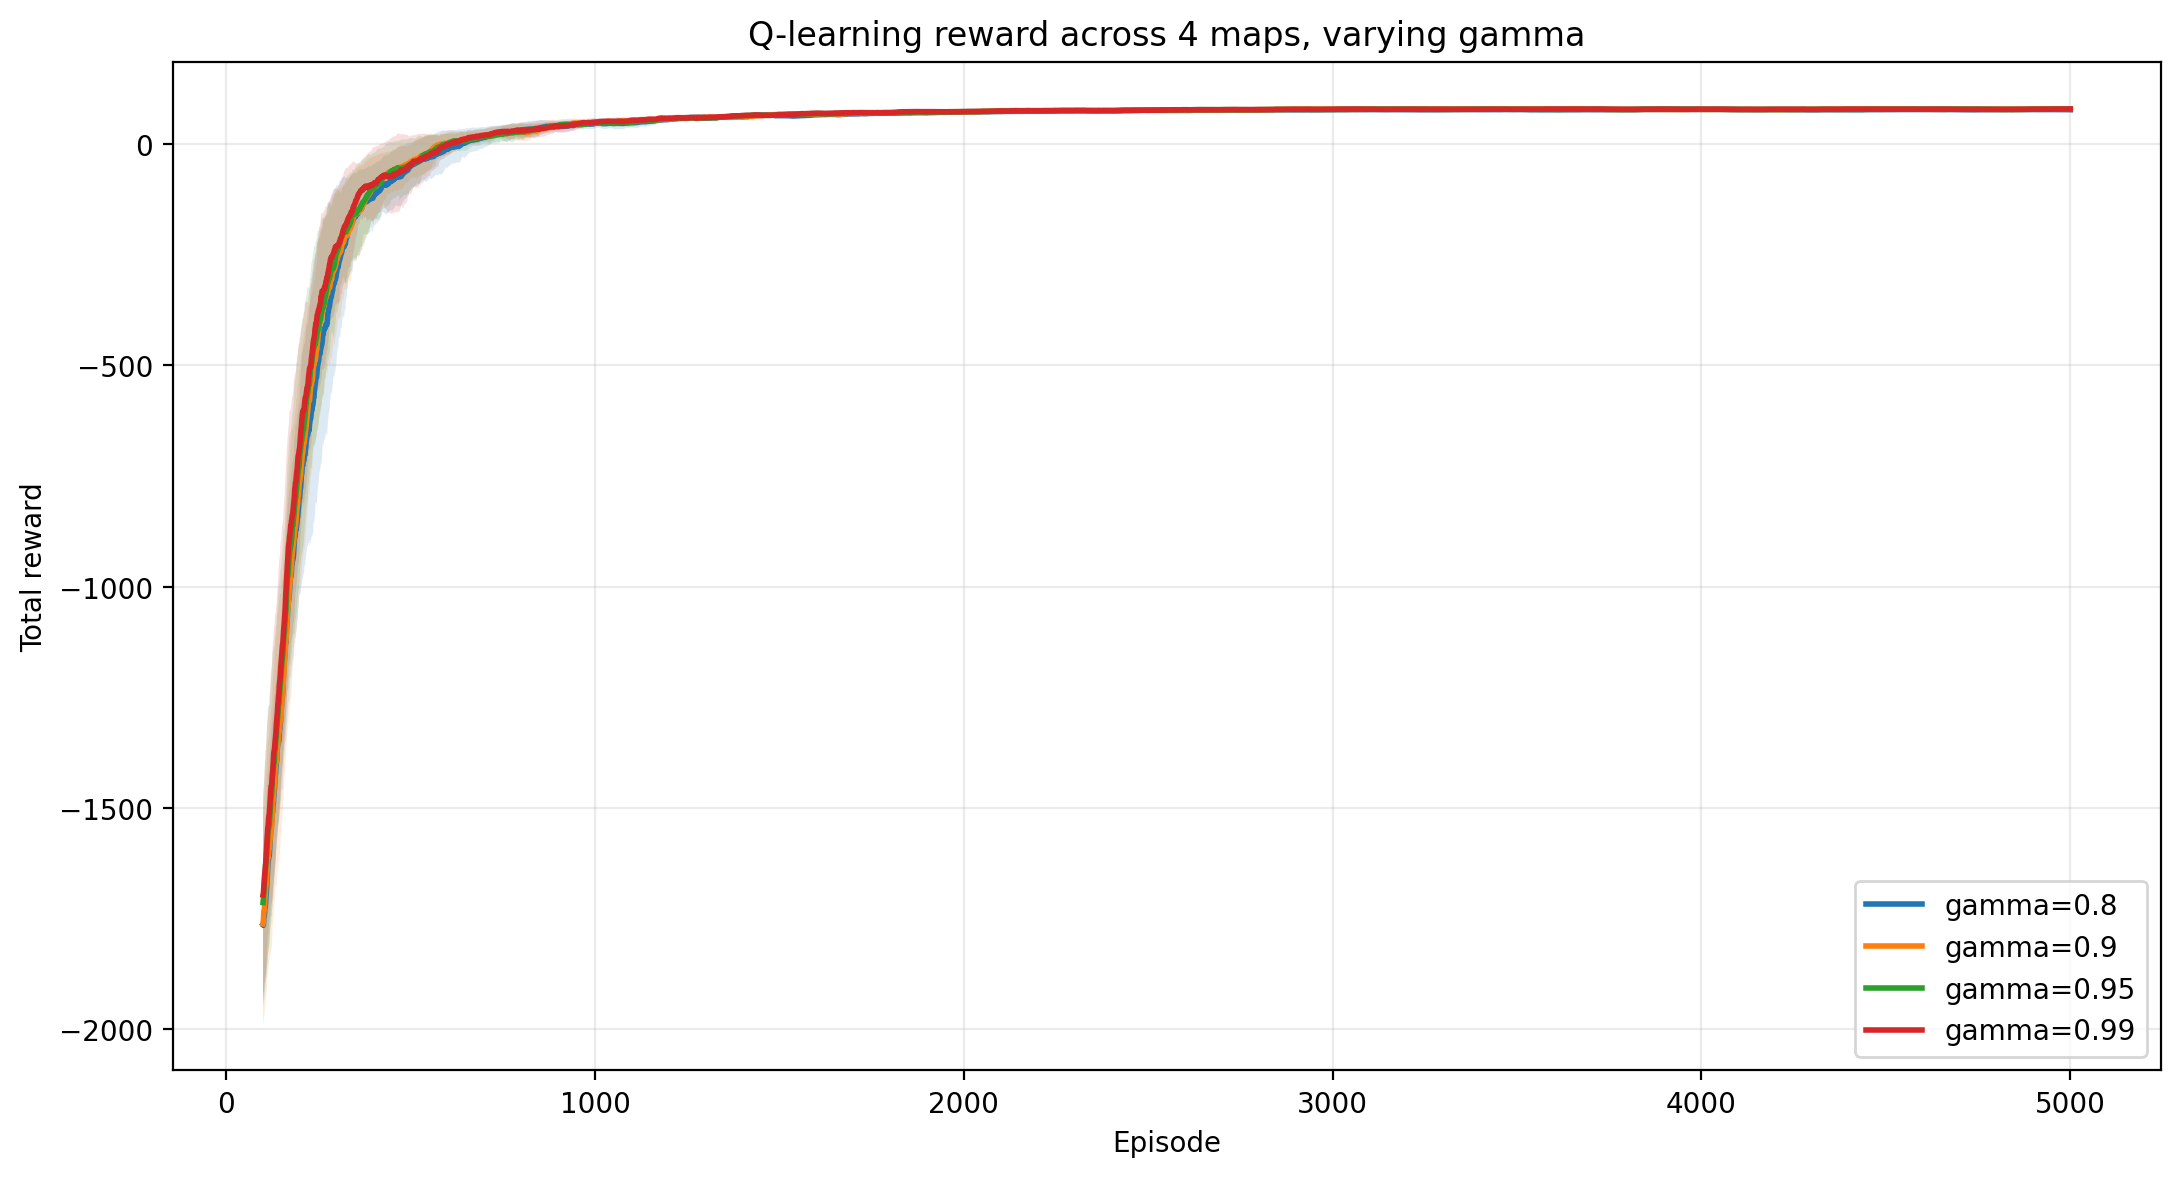 Q-learning reward across 4 maps, varying gamma
Total reward
0
−500
−1000
−1500
−2000
0 1000 2000 3000 4000 5000
Episode
gamma=0.8
gamma=0.9
gamma=0.95
gamma=0.99